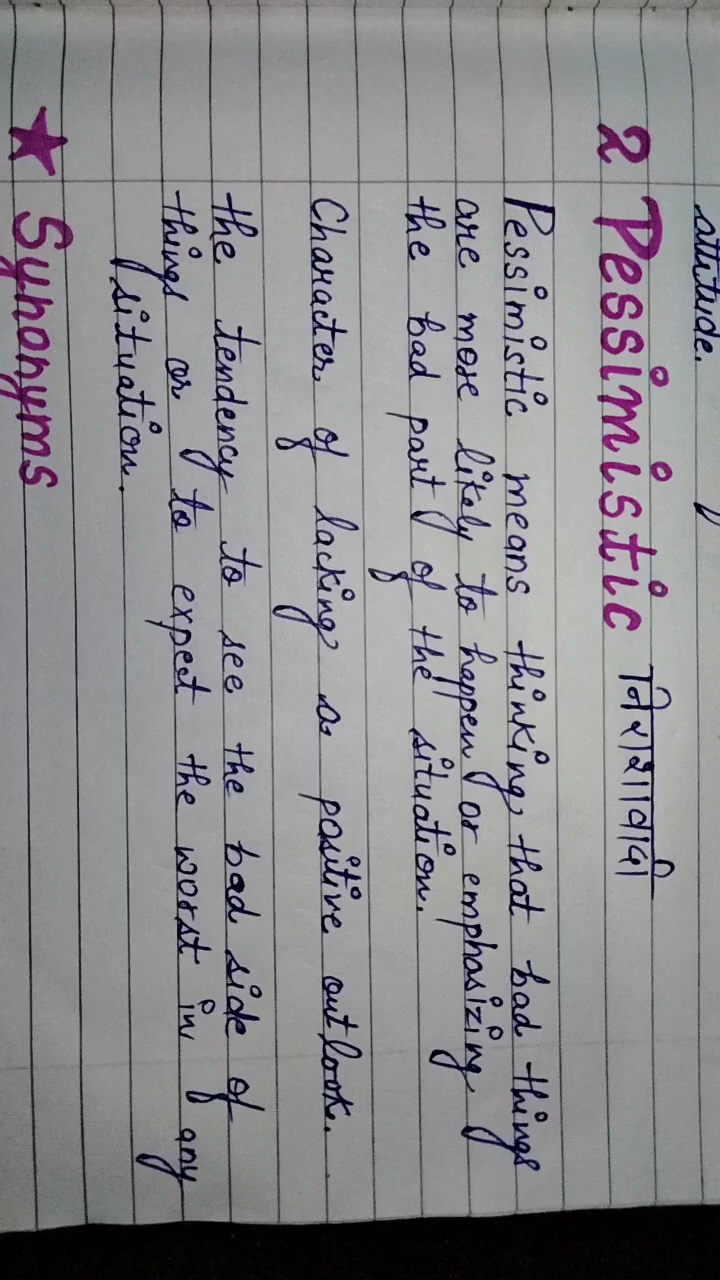 attitude.
2 Pessimistic निराशावादी
Pessimistic means thinking that bad things
are more likely to happen or emphasizing
the bad part of the situation.
Character of lacking a positive outlook.
the tendency to see the bad side of
things or to expect the worst in any
situation.
★ Synonyms